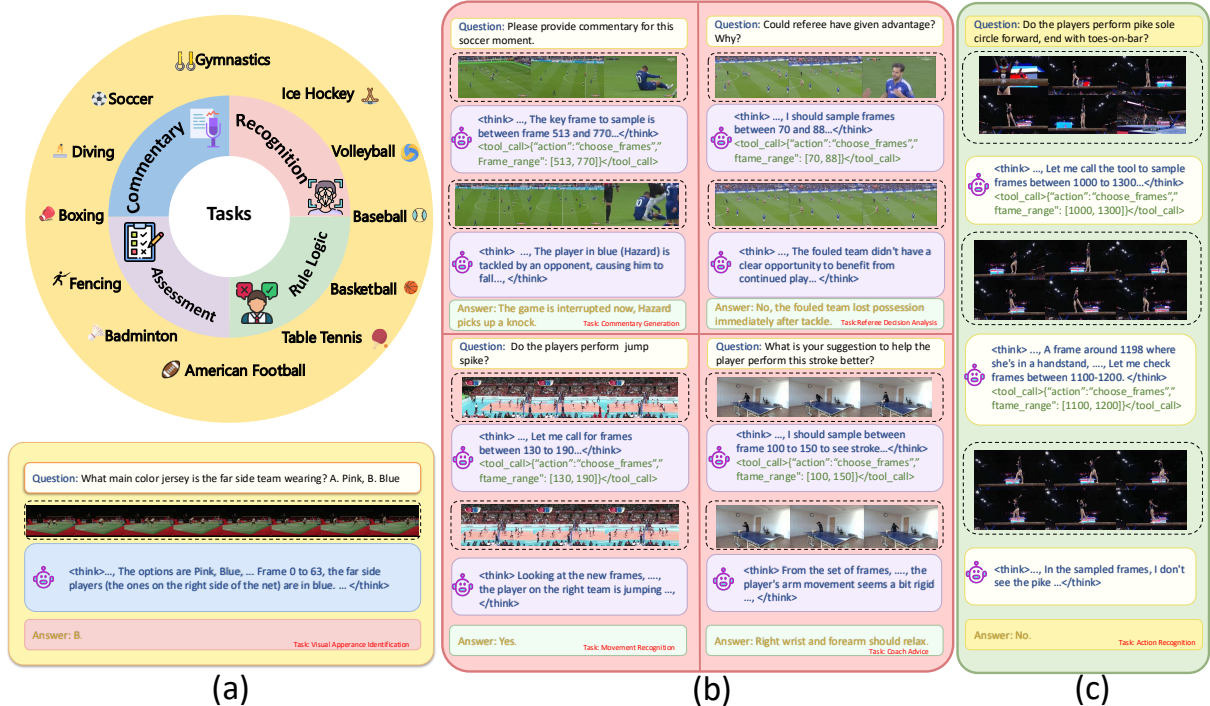 Gymnastics
Soccer
Ice Hockey
Diving
Volleyball
Boxing
Baseball
Fencing
Basketball
Badminton
Table Tennis
American Football
Commentary
Recognition
Tasks
Assessment
Rule Logic
Question: What main color jersey is the far side team wearing? A. Pink, B. Blue
<think>..., The options are Pink, Blue, ... Frame 0 to 63, the far side
players (the ones on the right side of the net) are in blue. ... </think>
Answer: B.
Task: Visual Apperance Identification
(a)
Question: Please provide commentary for this
soccer moment.
<think> ..., The key frame to sample is
between frame 513 and 770...</think>
<tool_call>{"action":"choose_frames","
Frame_range": [513, 770]}</tool_call>
<think> ..., The player in blue (Hazard) is
tackled by an opponent, causing him to
fall..., </think>
Answer: The game is interrupted now, Hazard
picks up a knock.
Task: Commentary Generation
Question: Could referee have given advantage?
Why?
<think> ..., I should sample frames
between 70 and 88...</think>
<tool_call>{"action":"choose_frames","
ftame_range": [70, 88]}</tool_call>
<think> ..., The fouled team didn't have a
clear opportunity to benefit from
continued play... </think>
Answer: No, the fouled team lost possession
immediately after tackle.
Task:Referee Decision Analysis
Question: Do the players perform jump
spike?
<think> ..., Let me call for frames
between 130 to 190...</think>
<tool_call>{"action":"choose_frames","
ftame_range": [130, 190]}</tool_call>
<think> Looking at the new frames, ....,
the player on the right team is jumping ...,
</think>
Answer: Yes.
Task: Movement Recognition
Question: What is your suggestion to help the
player perform this stroke better?
<think> ..., I should sample between
frame 100 to 150 to see stroke...</think>
<tool_call>{"action":"choose_frames","
ftame_range": [100, 150]}</tool_call>
<think> From the set of frames, ...., the
player's arm movement seems a bit rigid
..., </think>
Answer: Right wrist and forearm should relax.
Task: Coach Advice
(b)
Question: Do the players perform pike sole
circle forward, end with toes-on-bar?
<think> ..., Let me call the tool to sample
frames between 1000 to 1300...</think>
<tool_call>{"action":"choose_frames","
ftame_range": [1000, 1300]}</tool_call>
<think> ..., A frame around 1198 where
she's in a handstand, ...., Let me check
frames between 1100-1200. </think>
<tool_call>{"action":"choose_frames","
ftame_range": [1100, 1200]}</tool_call>
<think>..., In the sampled frames, I don't
see the pike ...</think>
Answer: No.
Task: Action Recognition
(c)